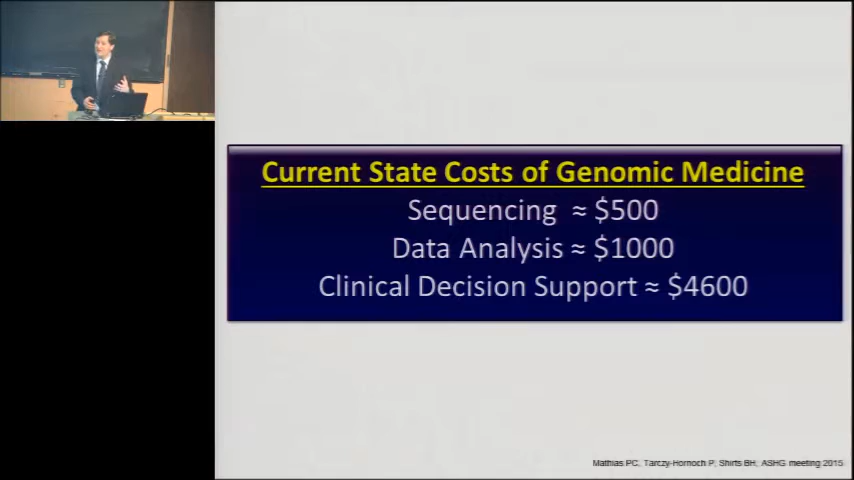 Current State Costs of Genomic Medicine
Sequencing ≈ $500
Data Analysis ≈ $1000
Clinical Decision Support ≈ $4600
Mathias PC, Tarczy-Hornoch P, Shirts BH, ASHG meeting 2015